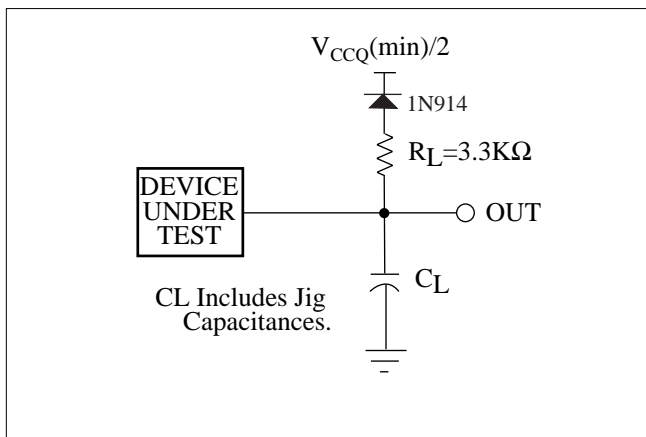 V_CCQ(min)/2
1N914
R_L=3.3KΩ
DEVICE
UNDER
TEST
OUT
C_L
CL Includes Jig
Capacitances.